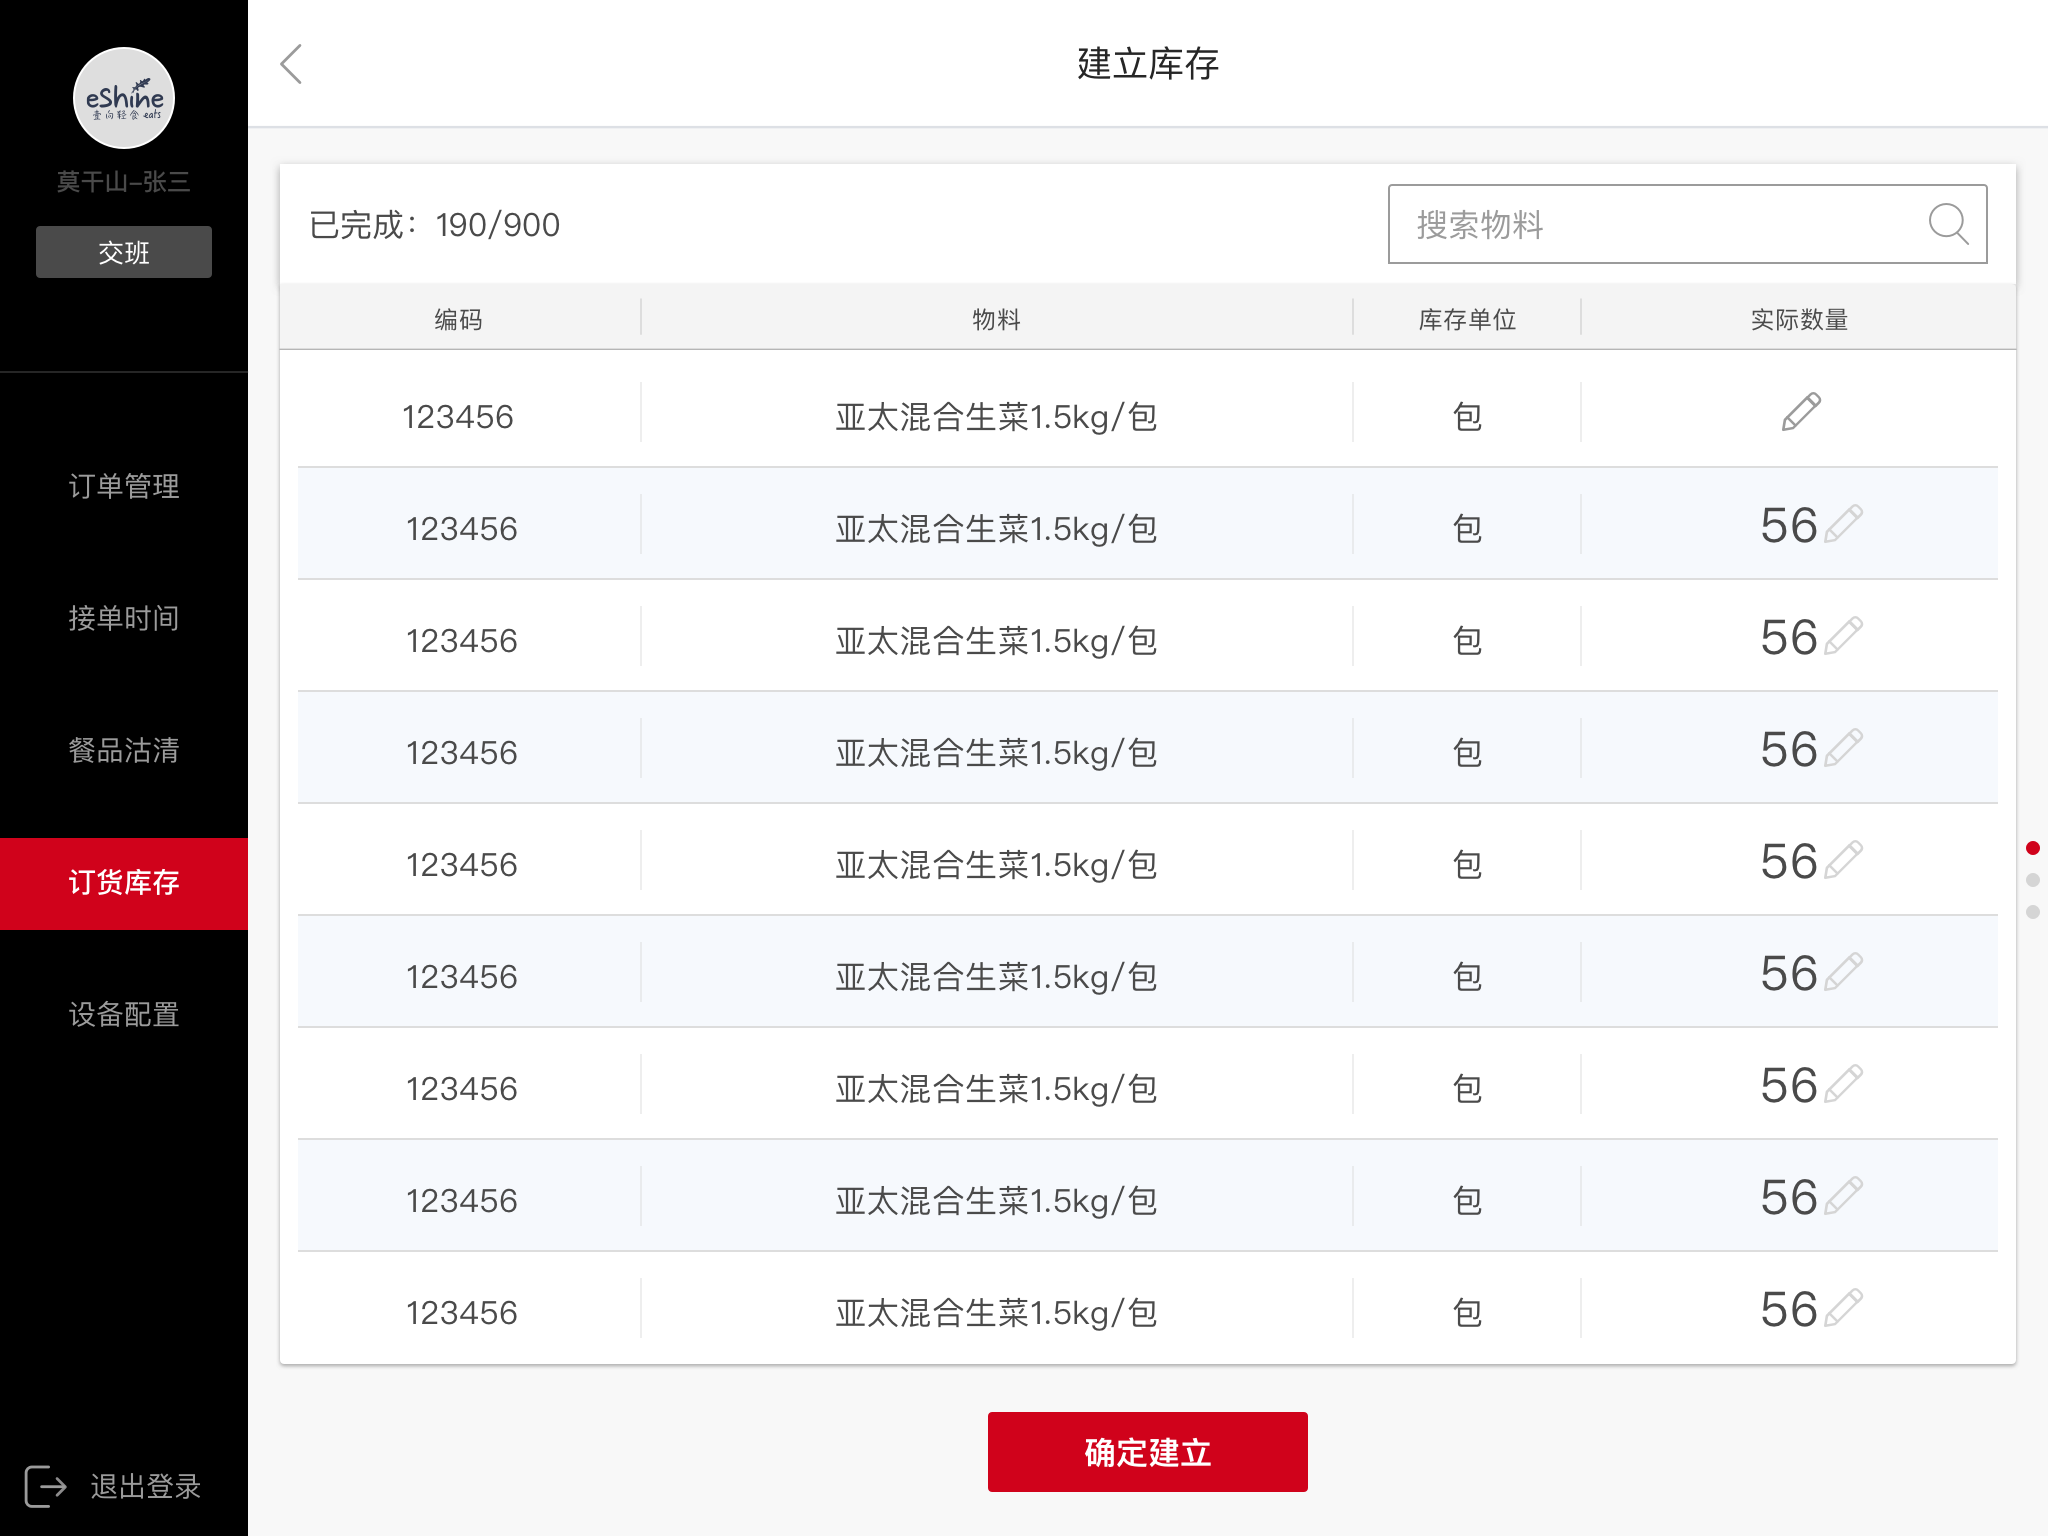 eShine
壹向轻食 eats
莫干山-张三
交班
订单管理
接单时间
餐品沽清
订货库存
设备配置
退出登录
建立库存
已完成：190/900
搜索物料
编码 物料 库存单位 实际数量
123456 亚太混合生菜1.5kg/包 包
123456 亚太混合生菜1.5kg/包 包 56
123456 亚太混合生菜1.5kg/包 包 56
123456 亚太混合生菜1.5kg/包 包 56
123456 亚太混合生菜1.5kg/包 包 56
123456 亚太混合生菜1.5kg/包 包 56
123456 亚太混合生菜1.5kg/包 包 56
123456 亚太混合生菜1.5kg/包 包 56
123456 亚太混合生菜1.5kg/包 包 56
确定建立